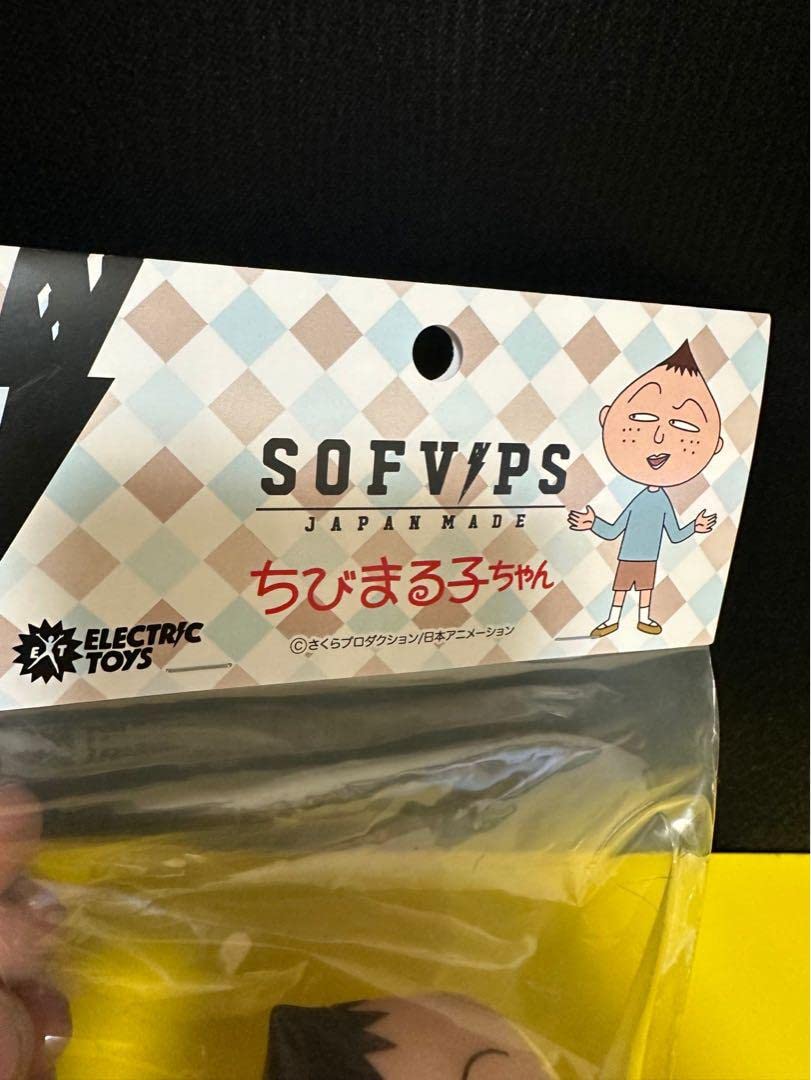 SOFVIPS
JAPAN MADE
ちびまる子ちゃん
©さくらプロダクション/日本アニメーション
EXT ELECTRIC
TOYS